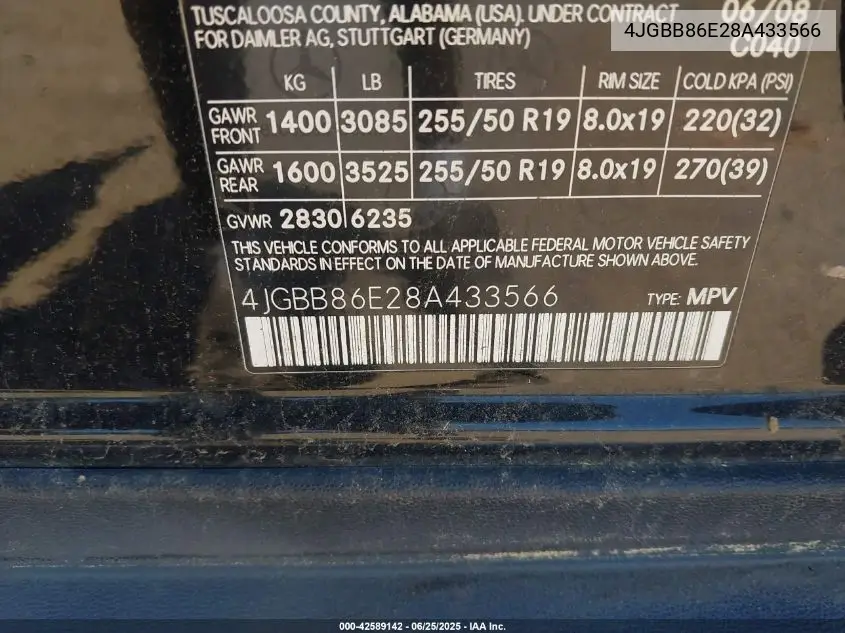 TUSCALOOSA COUNTY, ALABAMA (USA). UNDER CONTRACT 06/08
FOR DAIMLER AG, STUTTGART (GERMANY) C040
4JGBB86E28A433566
KG LB TIRES RIM SIZE COLD KPA (PSI)
GAWR FRONT 1400 3085 255/50 R19 8.0x19 220(32)
GAWR REAR 1600 3525 255/50 R19 8.0x19 270(39)
GVWR 2830 6235
THIS VEHICLE CONFORMS TO ALL APPLICABLE FEDERAL MOTOR VEHICLE SAFETY
STANDARDS IN EFFECT ON THE DATE OF MANUFACTURE SHOWN ABOVE.
4JGBB86E28A433566 TYPE: MPV
000-42589142 - 06/25/2025 - IAA Inc.